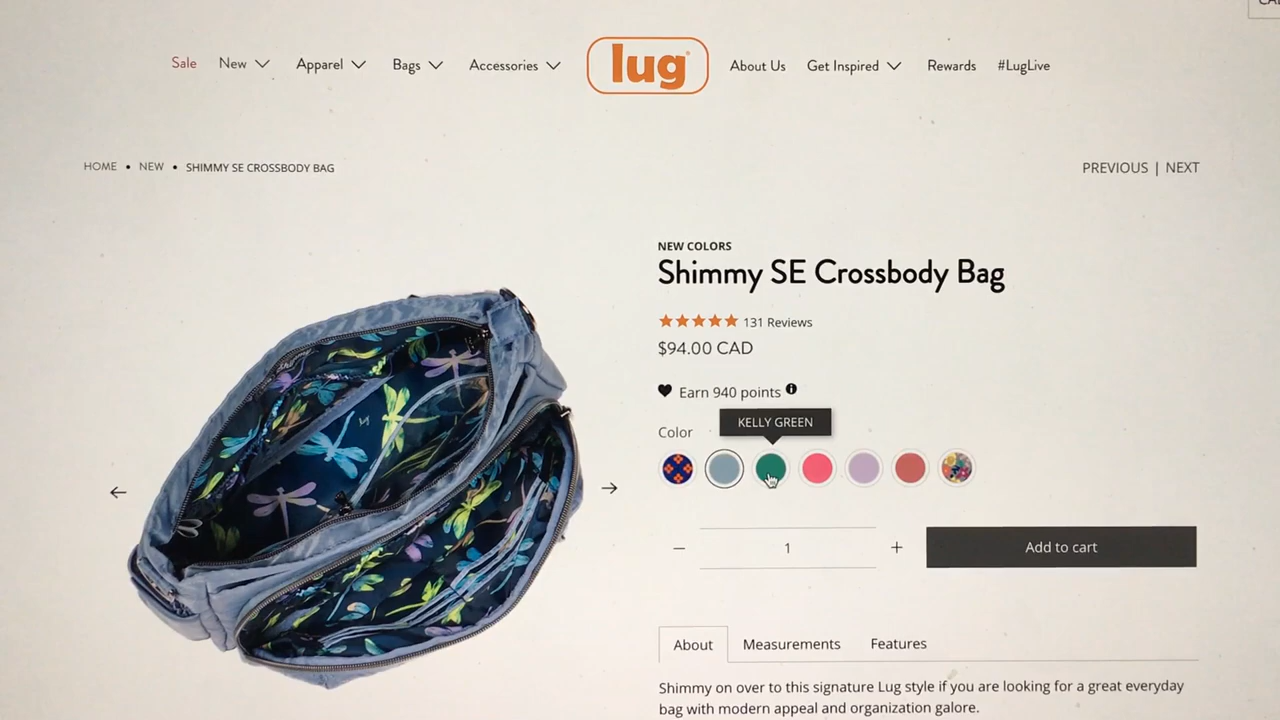 Sale New Apparel Bags Accessories lug About Us Get Inspired Rewards #LugLive
HOME • NEW • SHIMMY SE CROSSBODY BAG
PREVIOUS | NEXT
NEW COLORS
Shimmy SE Crossbody Bag
131 Reviews
$94.00 CAD
Earn 940 points
KELLY GREEN
Color
1
Add to cart
About Measurements Features
Shimmy on over to this signature Lug style if you are looking for a great everyday
bag with modern appeal and organization galore.